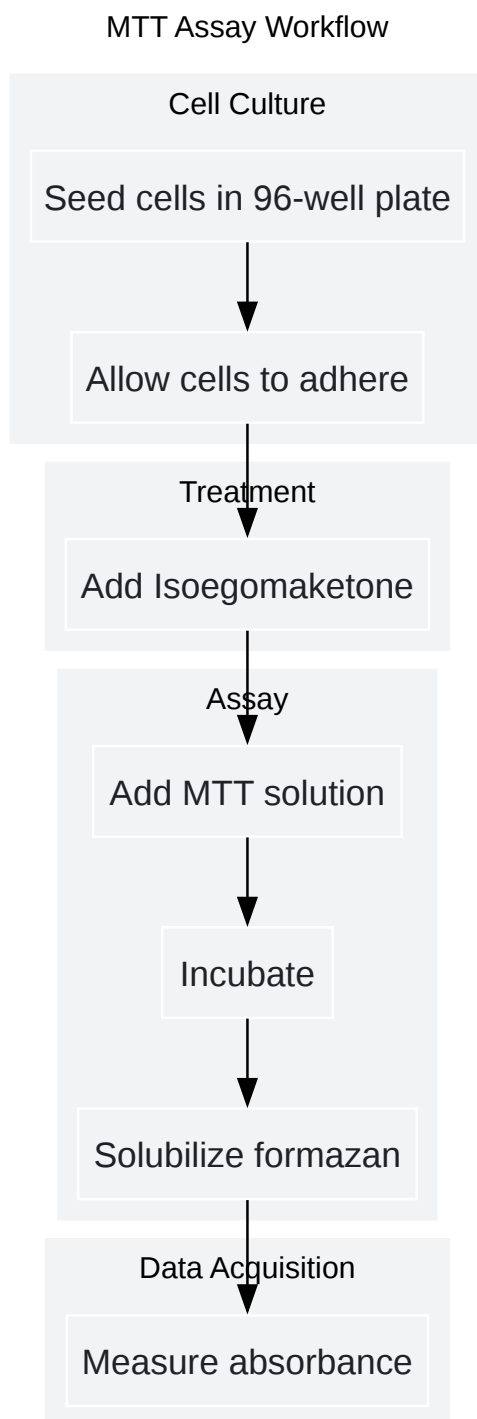 MTT Assay Workflow
Cell Culture
Seed cells in 96-well plate
Allow cells to adhere
Treatment
Add Isoegomaketone
Assay
Add MTT solution
Incubate
Solubilize formazan
Data Acquisition
Measure absorbance